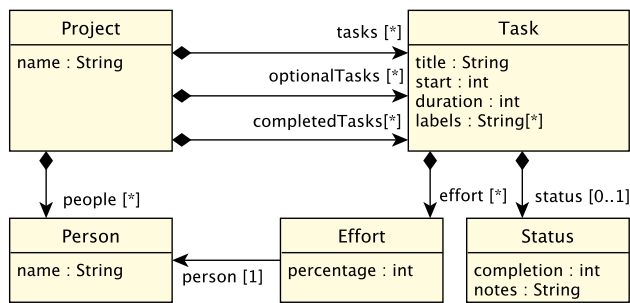 Project
name : String
tasks [*]
optionalTasks [*]
completedTasks[*]
Task
title : String
start : int
duration : int
labels : String[*]
people [*]
effort [*]
status [0..1]
Person
name : String
person [1]
Effort
percentage : int
Status
completion : int
notes : String